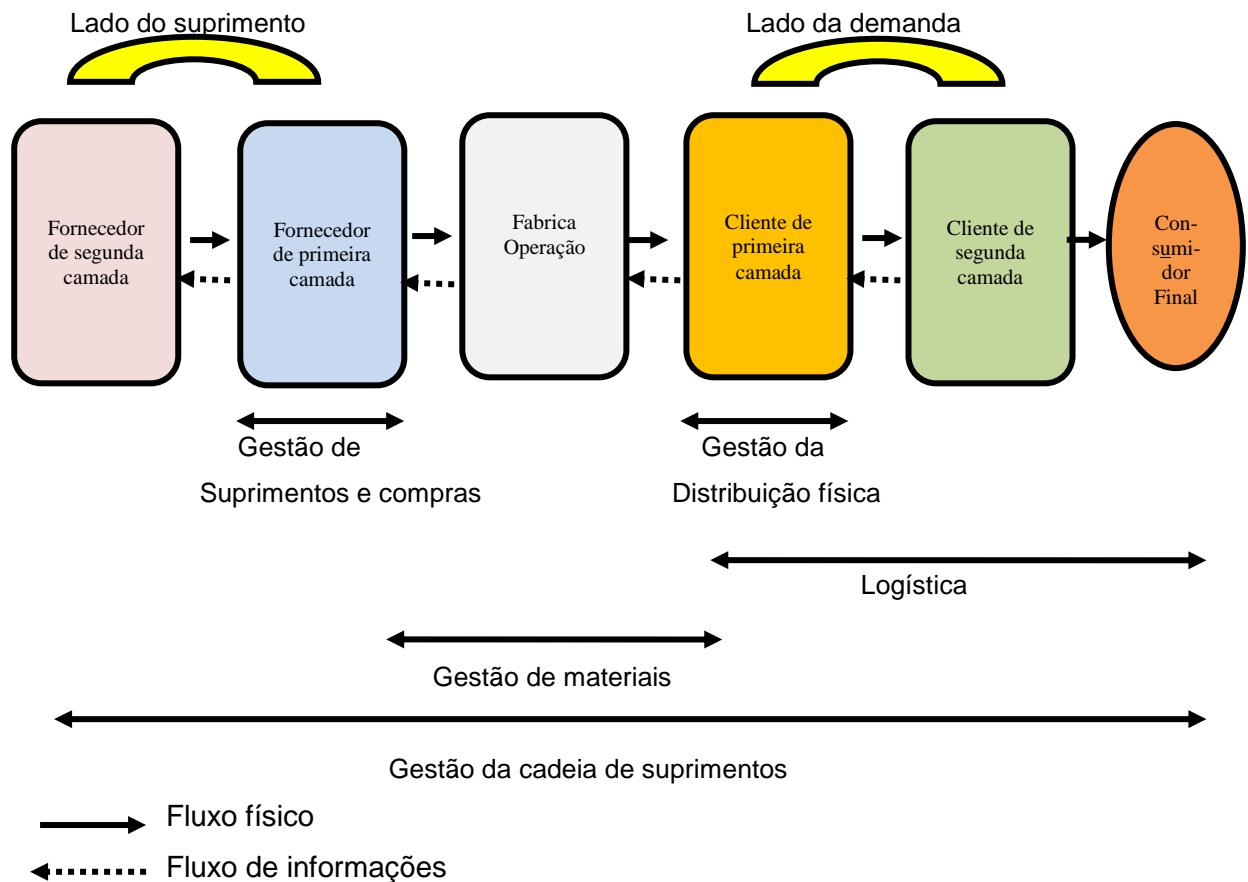 Lado do suprimento
Lado da demanda
Fornecedor
de segunda
camada
Fornecedor
de primeira
camada
Fabrica
Operação
Cliente de
primeira
camada
Cliente de
segunda
camada
Con-
sumi-
dor
Final
Gestão de
Suprimentos e compras
Gestão da
Distribuição física
Logística
Gestão de materiais
Gestão da cadeia de suprimentos
Fluxo físico
Fluxo de informações